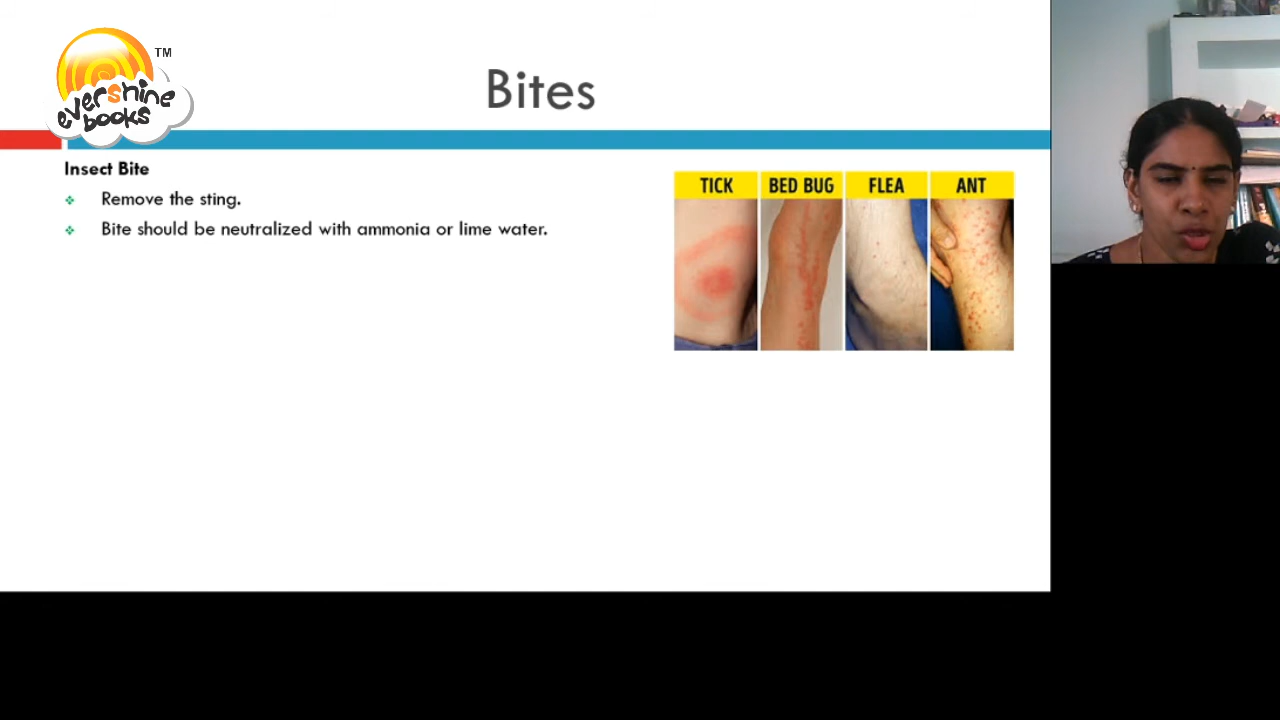 evershine
books
TM
Bites
Insect Bite
Remove the sting.
Bite should be neutralized with ammonia or lime water.
TICK
BED BUG
FLEA
ANT